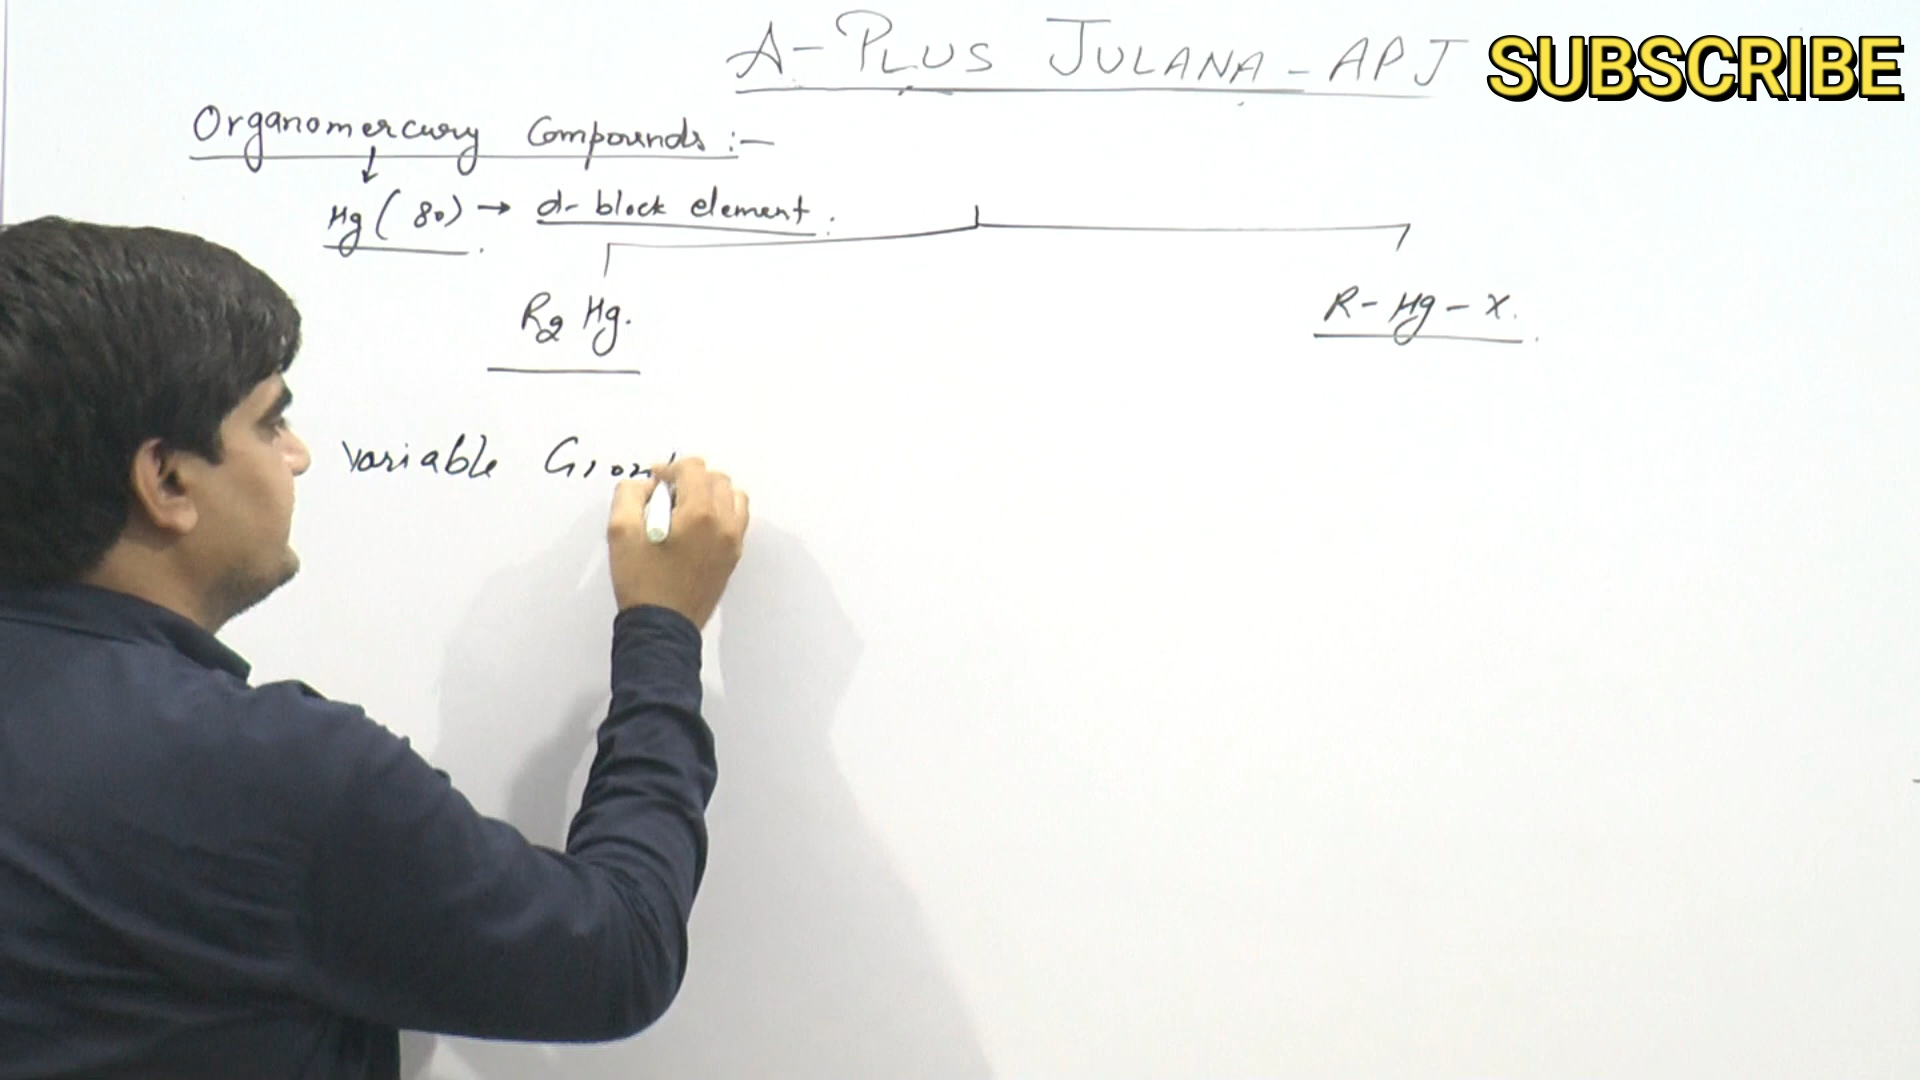 A-PLUS JULANA - APJ
SUBSCRIBE
Organomercury Compounds :-
Hg (80) → d-block element.
R2 Hg.
R-Hg-X.
Variable